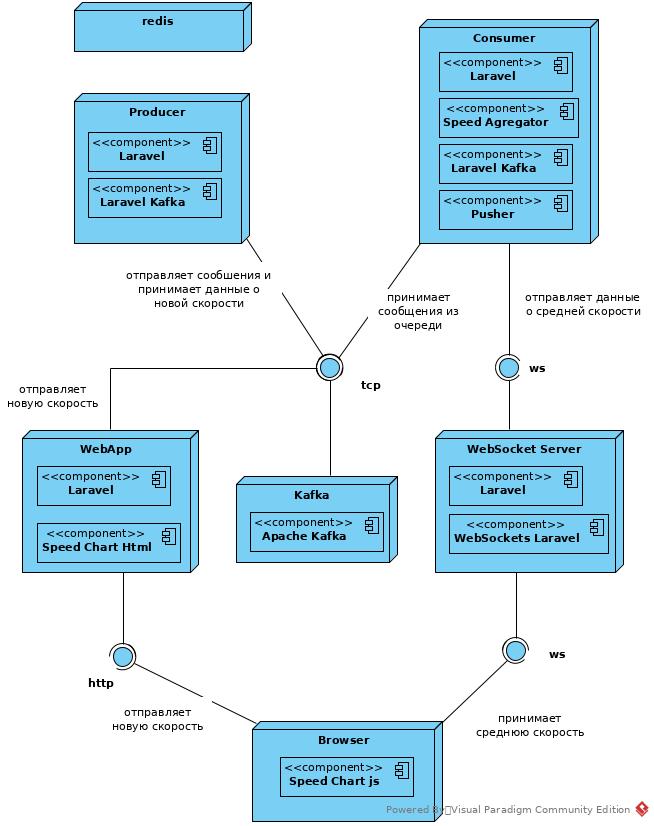 redis
Consumer
<<component>>
Laravel
<<component>>
Speed Agregator
<<component>>
Laravel Kafka
<<component>>
Pusher
Producer
<<component>>
Laravel
<<component>>
Laravel Kafka
отправляет сообшения и
принимает данные о
новой скорости
принимает
сообщения из
очереди
отправляет данные
о средней скорости
tcp
ws
отправляет
новую скорость
WebApp
<<component>>
Laravel
<<component>>
Speed Chart Html
Kafka
<<component>>
Apache Kafka
WebSocket Server
<<component>>
Laravel
<<component>>
WebSockets Laravel
http
ws
отправляет
новую скорость
принимает
среднюю скорость
Browser
<<component>>
Speed Chart js
Powered By Visual Paradigm Community Edition